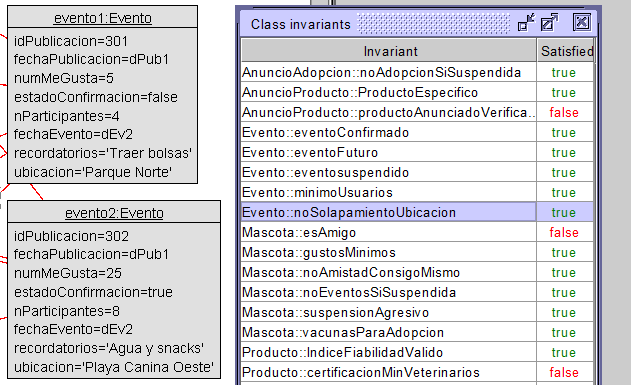 evento1:Evento
idPublicacion=301
fechaPublicacion=dPub1
numMeGusta=5
estadoConfirmacion=false
nParticipantes=4
fechaEvento=dEv2
recordatorios='Traer bolsas'
ubicacion='Parque Norte'
evento2:Evento
idPublicacion=302
fechaPublicacion=dPub1
numMeGusta=25
estadoConfirmacion=true
nParticipantes=8
fechaEvento=dEv2
recordatorios='Agua y snacks'
ubicacion='Playa Canina Oeste'
Class invariants
Invariant Satisfied
AnuncioAdopcion::noAdopcionSiSuspendida true
AnuncioProducto::ProductoEspecifico true
AnuncioProducto::productoAnunciadoVerifica... false
Evento::eventoConfirmado true
Evento::eventoFuturo true
Evento::eventosuspendido true
Evento::minimoUsuarios true
Evento::noSolapamientoUbicacion true
Mascota::esAmigo false
Mascota::gustosMinimos true
Mascota::noAmistadConsigoMismo true
Mascota::noEventosSiSuspendida true
Mascota::suspensionAgresivo true
Mascota::vacunasParaAdopcion true
Producto::IndiceFiabilidadValido true
Producto::certificacionMinVeterinarios false